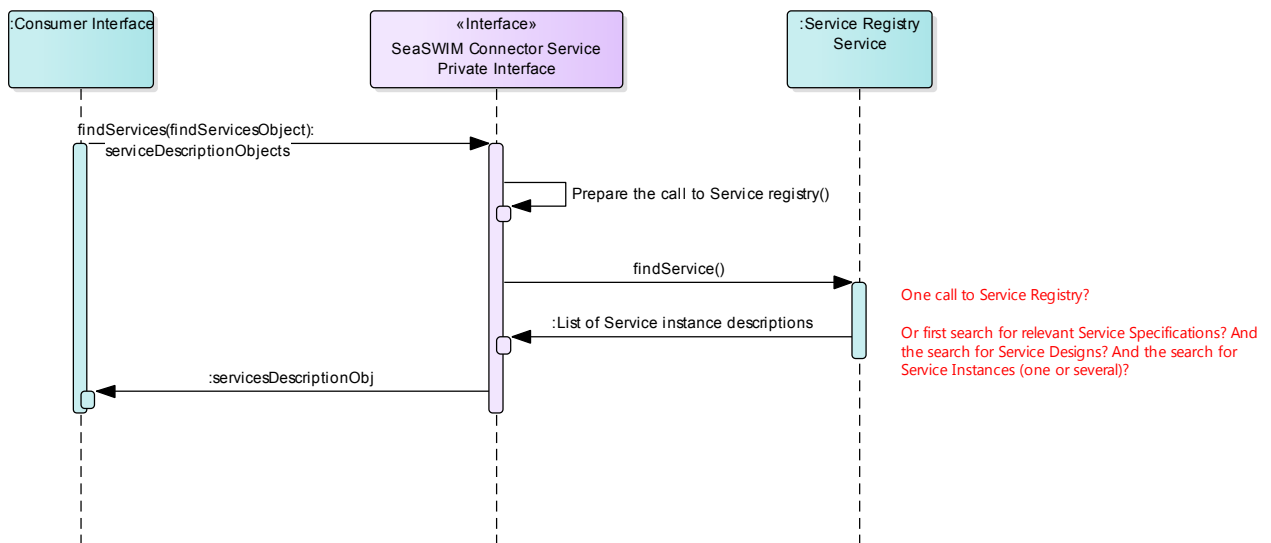 :Consumer Interface
«Interface»
SeaSWIM Connector Service
Private Interface
:Service Registry
Service
findServices(findServicesObject):
serviceDescriptionObjects
Prepare the call to Service registry()
findService()
One call to Service Registry?
:List of Service instance descriptions
Or first search for relevant Service Specifications? And
the search for Service Designs? And the search for
Service Instances (one or several)?
:servicesDescriptionObj